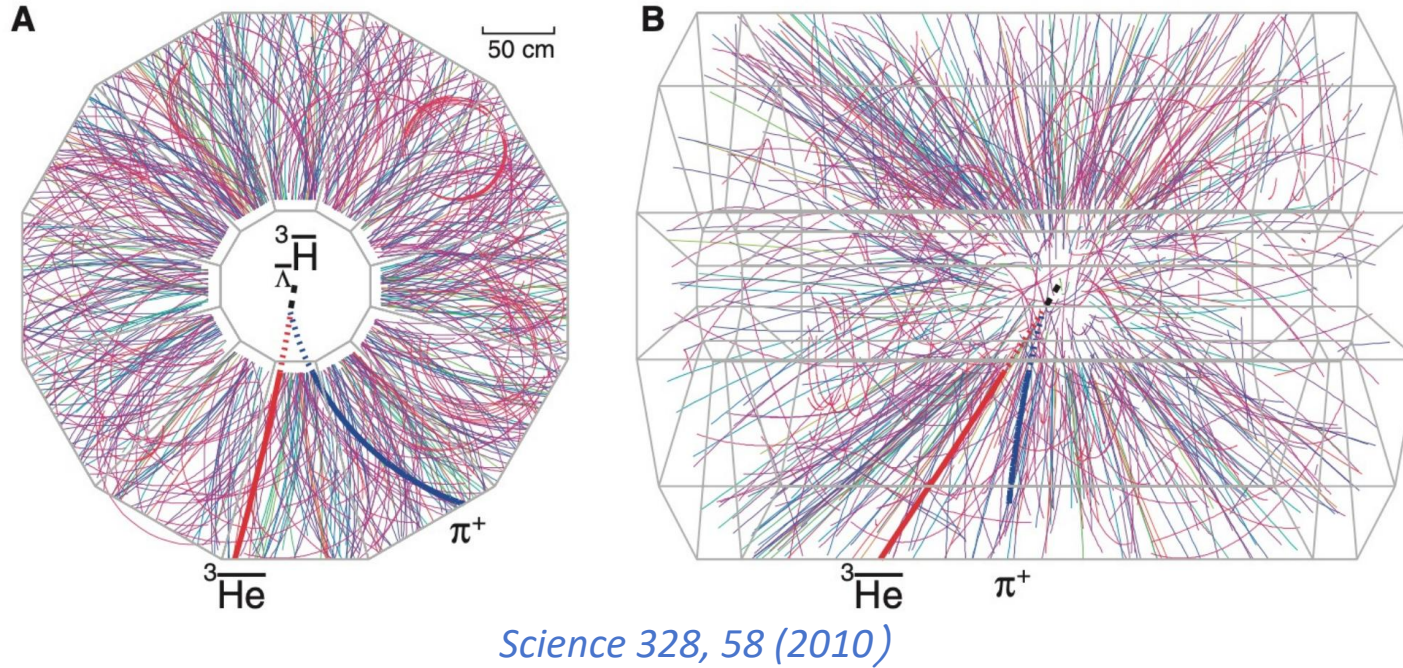 A
50 cm
B
³H̅
Λ̅
π⁺
³H̅e̅
³H̅e̅
π⁺
Science 328, 58 (2010)